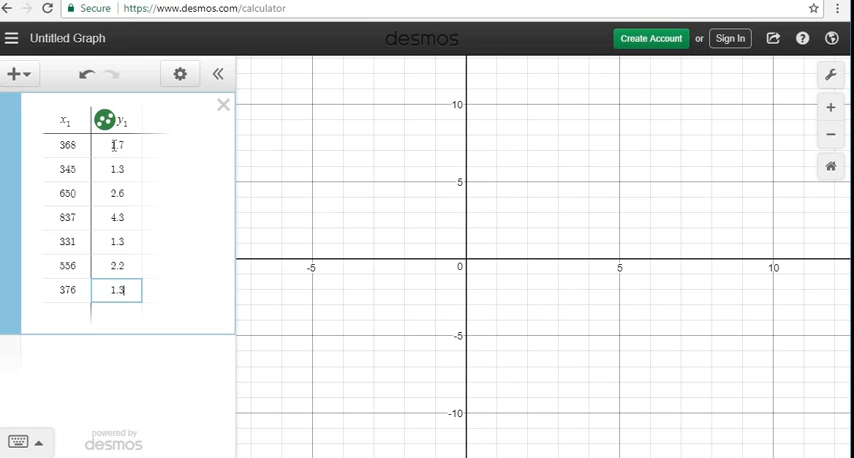 Secure https://www.desmos.com/calculator
Untitled Graph desmos Create Account or Sign In
x1 y1
368 1.7
345 1.3
650 2.6
837 4.3
331 1.3
556 2.2
376 1.3
10
5
-5 0 5 10
-5
-10
powered by
desmos